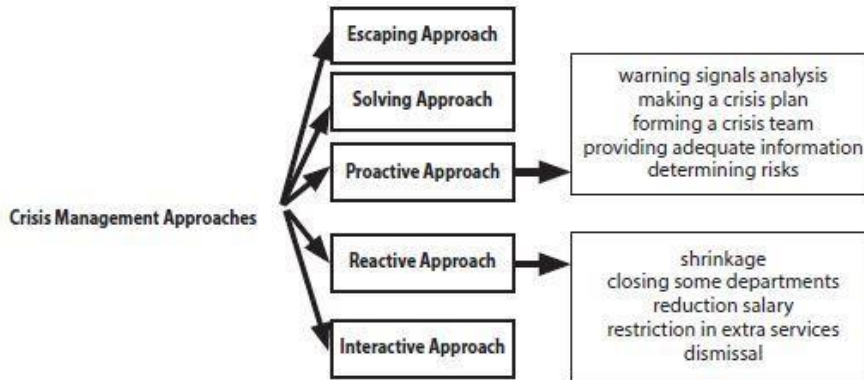 Escaping Approach
Solving Approach
Proactive Approach
warning signals analysis
making a crisis plan
forming a crisis team
providing adequate information
determining risks
Crisis Management Approaches
Reactive Approach
shrinkage
closing some departments
reduction salary
restriction in extra services
dismissal
Interactive Approach